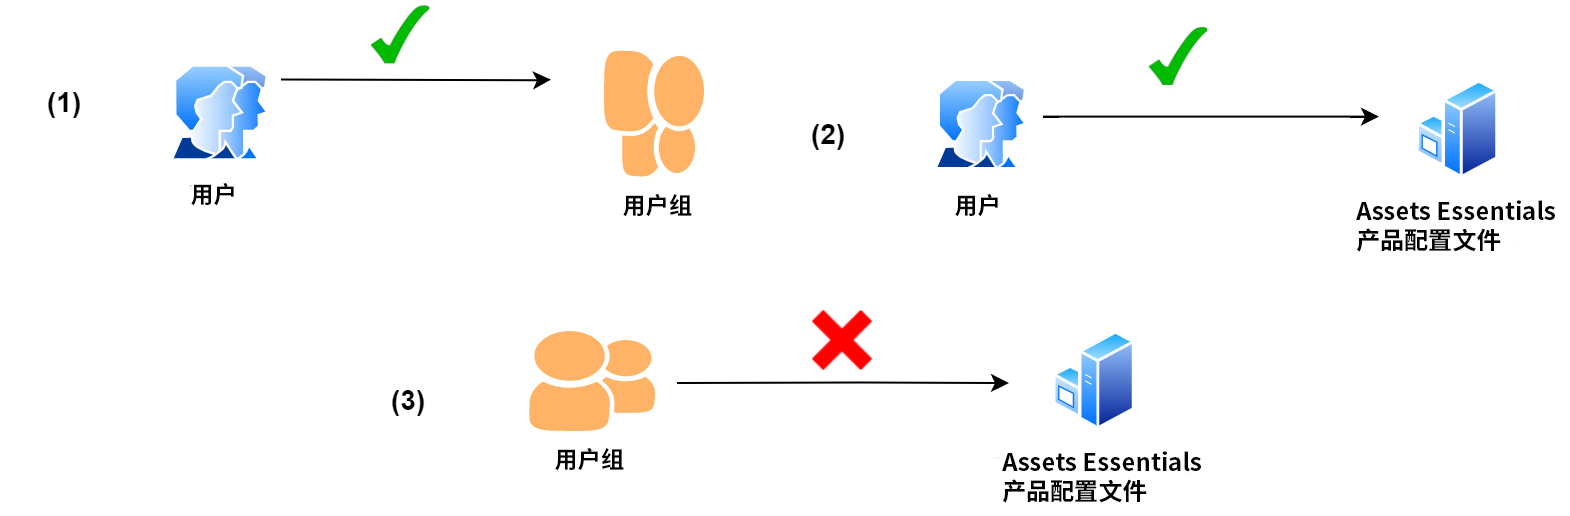 (1)
用户
用户组
(2)
用户
Assets Essentials
产品配置文件
(3)
用户组
Assets Essentials
产品配置文件